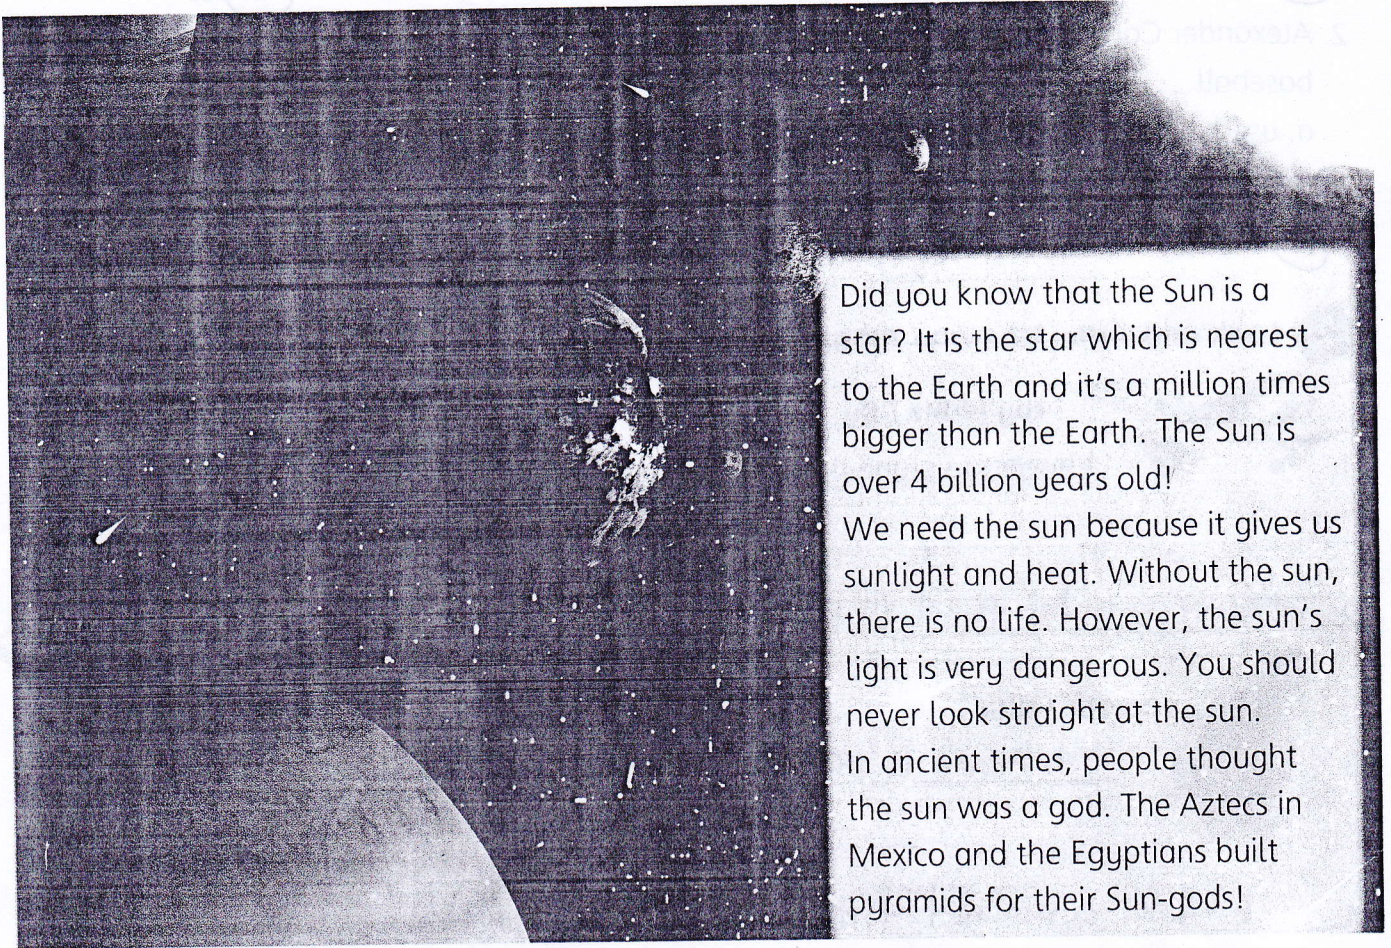 Did you know that the Sun is a
star? It is the star which is nearest
to the Earth and it's a million times
bigger than the Earth. The Sun is
over 4 billion years old!
We need the sun because it gives us
sunlight and heat. Without the sun,
there is no life. However, the sun's
light is very dangerous. You should
never look straight at the sun.
In ancient times, people thought
the sun was a god. The Aztecs in
Mexico and the Egyptians built
pyramids for their Sun-gods!